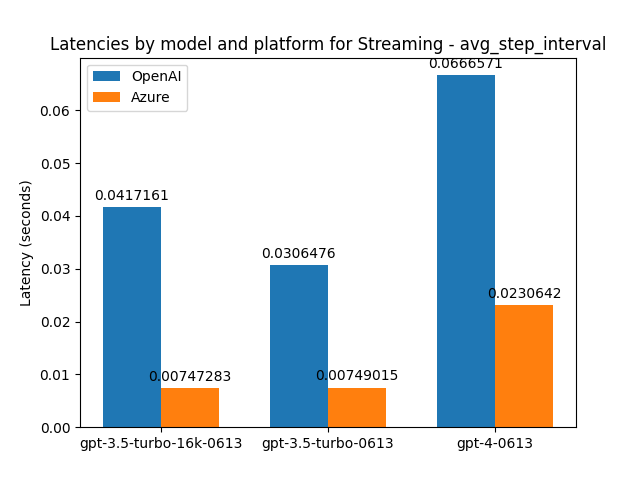 Latencies by model and platform for Streaming - avg_step_interval
OpenAI
Azure
0.0417161
0.00747283
0.0306476
0.00749015
0.0666571
0.0230642
Latency (seconds)
0.06
0.05
0.04
0.03
0.02
0.01
0.00
gpt-3.5-turbo-16k-0613
gpt-3.5-turbo-0613
gpt-4-0613